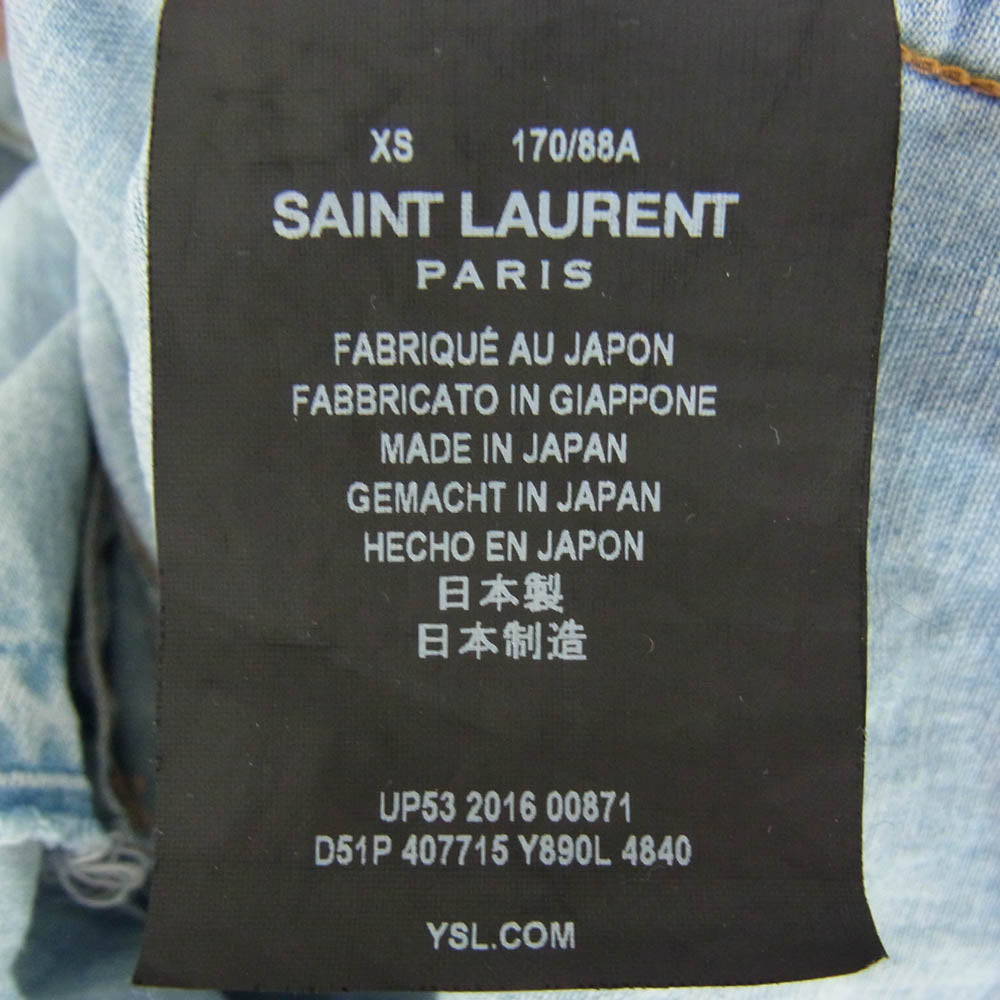 XS 170/88A
SAINT LAURENT
PARIS
FABRIQUÉ AU JAPON
FABBRICATO IN GIAPPONE
MADE IN JAPAN
GEMACHT IN JAPAN
HECHO EN JAPON
日本製
日本制造
UP53 2016 00871
D51P 407715 Y890L 4840
YSL.COM